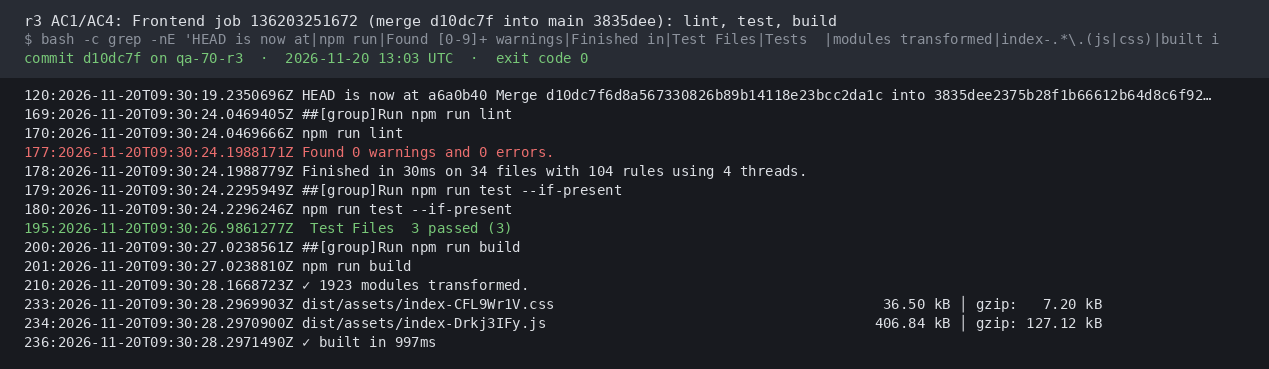 r3 AC1/AC4: Frontend job 136203251672 (merge d10dc7f into main 3835dee): lint, test, build
$ bash -c grep -nE 'HEAD is now at|npm run|Found [0-9]+ warnings|Finished in|Test Files|Tests  |modules transformed|index-.*\.(js|css)|built i
commit d10dc7f on qa-70-r3  ·  2026-11-20 13:03 UTC  ·  exit code 0
120:2026-11-20T09:30:19.2350696Z HEAD is now at a6a0b40 Merge d10dc7f6d8a567330826b89b14118e23bcc2da1c into 3835dee2375b28f1b66612b64d8c6f92…
169:2026-11-20T09:30:24.0469405Z ##[group]Run npm run lint
170:2026-11-20T09:30:24.0469666Z npm run lint
177:2026-11-20T09:30:24.1988171Z Found 0 warnings and 0 errors.
178:2026-11-20T09:30:24.1988779Z Finished in 30ms on 34 files with 104 rules using 4 threads.
179:2026-11-20T09:30:24.2295949Z ##[group]Run npm run test --if-present
180:2026-11-20T09:30:24.2296246Z npm run test --if-present
195:2026-11-20T09:30:26.9861277Z  Test Files  3 passed (3)
200:2026-11-20T09:30:27.0238561Z ##[group]Run npm run build
201:2026-11-20T09:30:27.0238810Z npm run build
210:2026-11-20T09:30:28.1668723Z ✓ 1923 modules transformed.
233:2026-11-20T09:30:28.2969903Z dist/assets/index-CFL9Wr1V.css                                       36.50 kB │ gzip:   7.20 kB
234:2026-11-20T09:30:28.2970900Z dist/assets/index-Drkj3IFy.js                                       406.84 kB │ gzip: 127.12 kB
236:2026-11-20T09:30:28.2971490Z ✓ built in 997ms